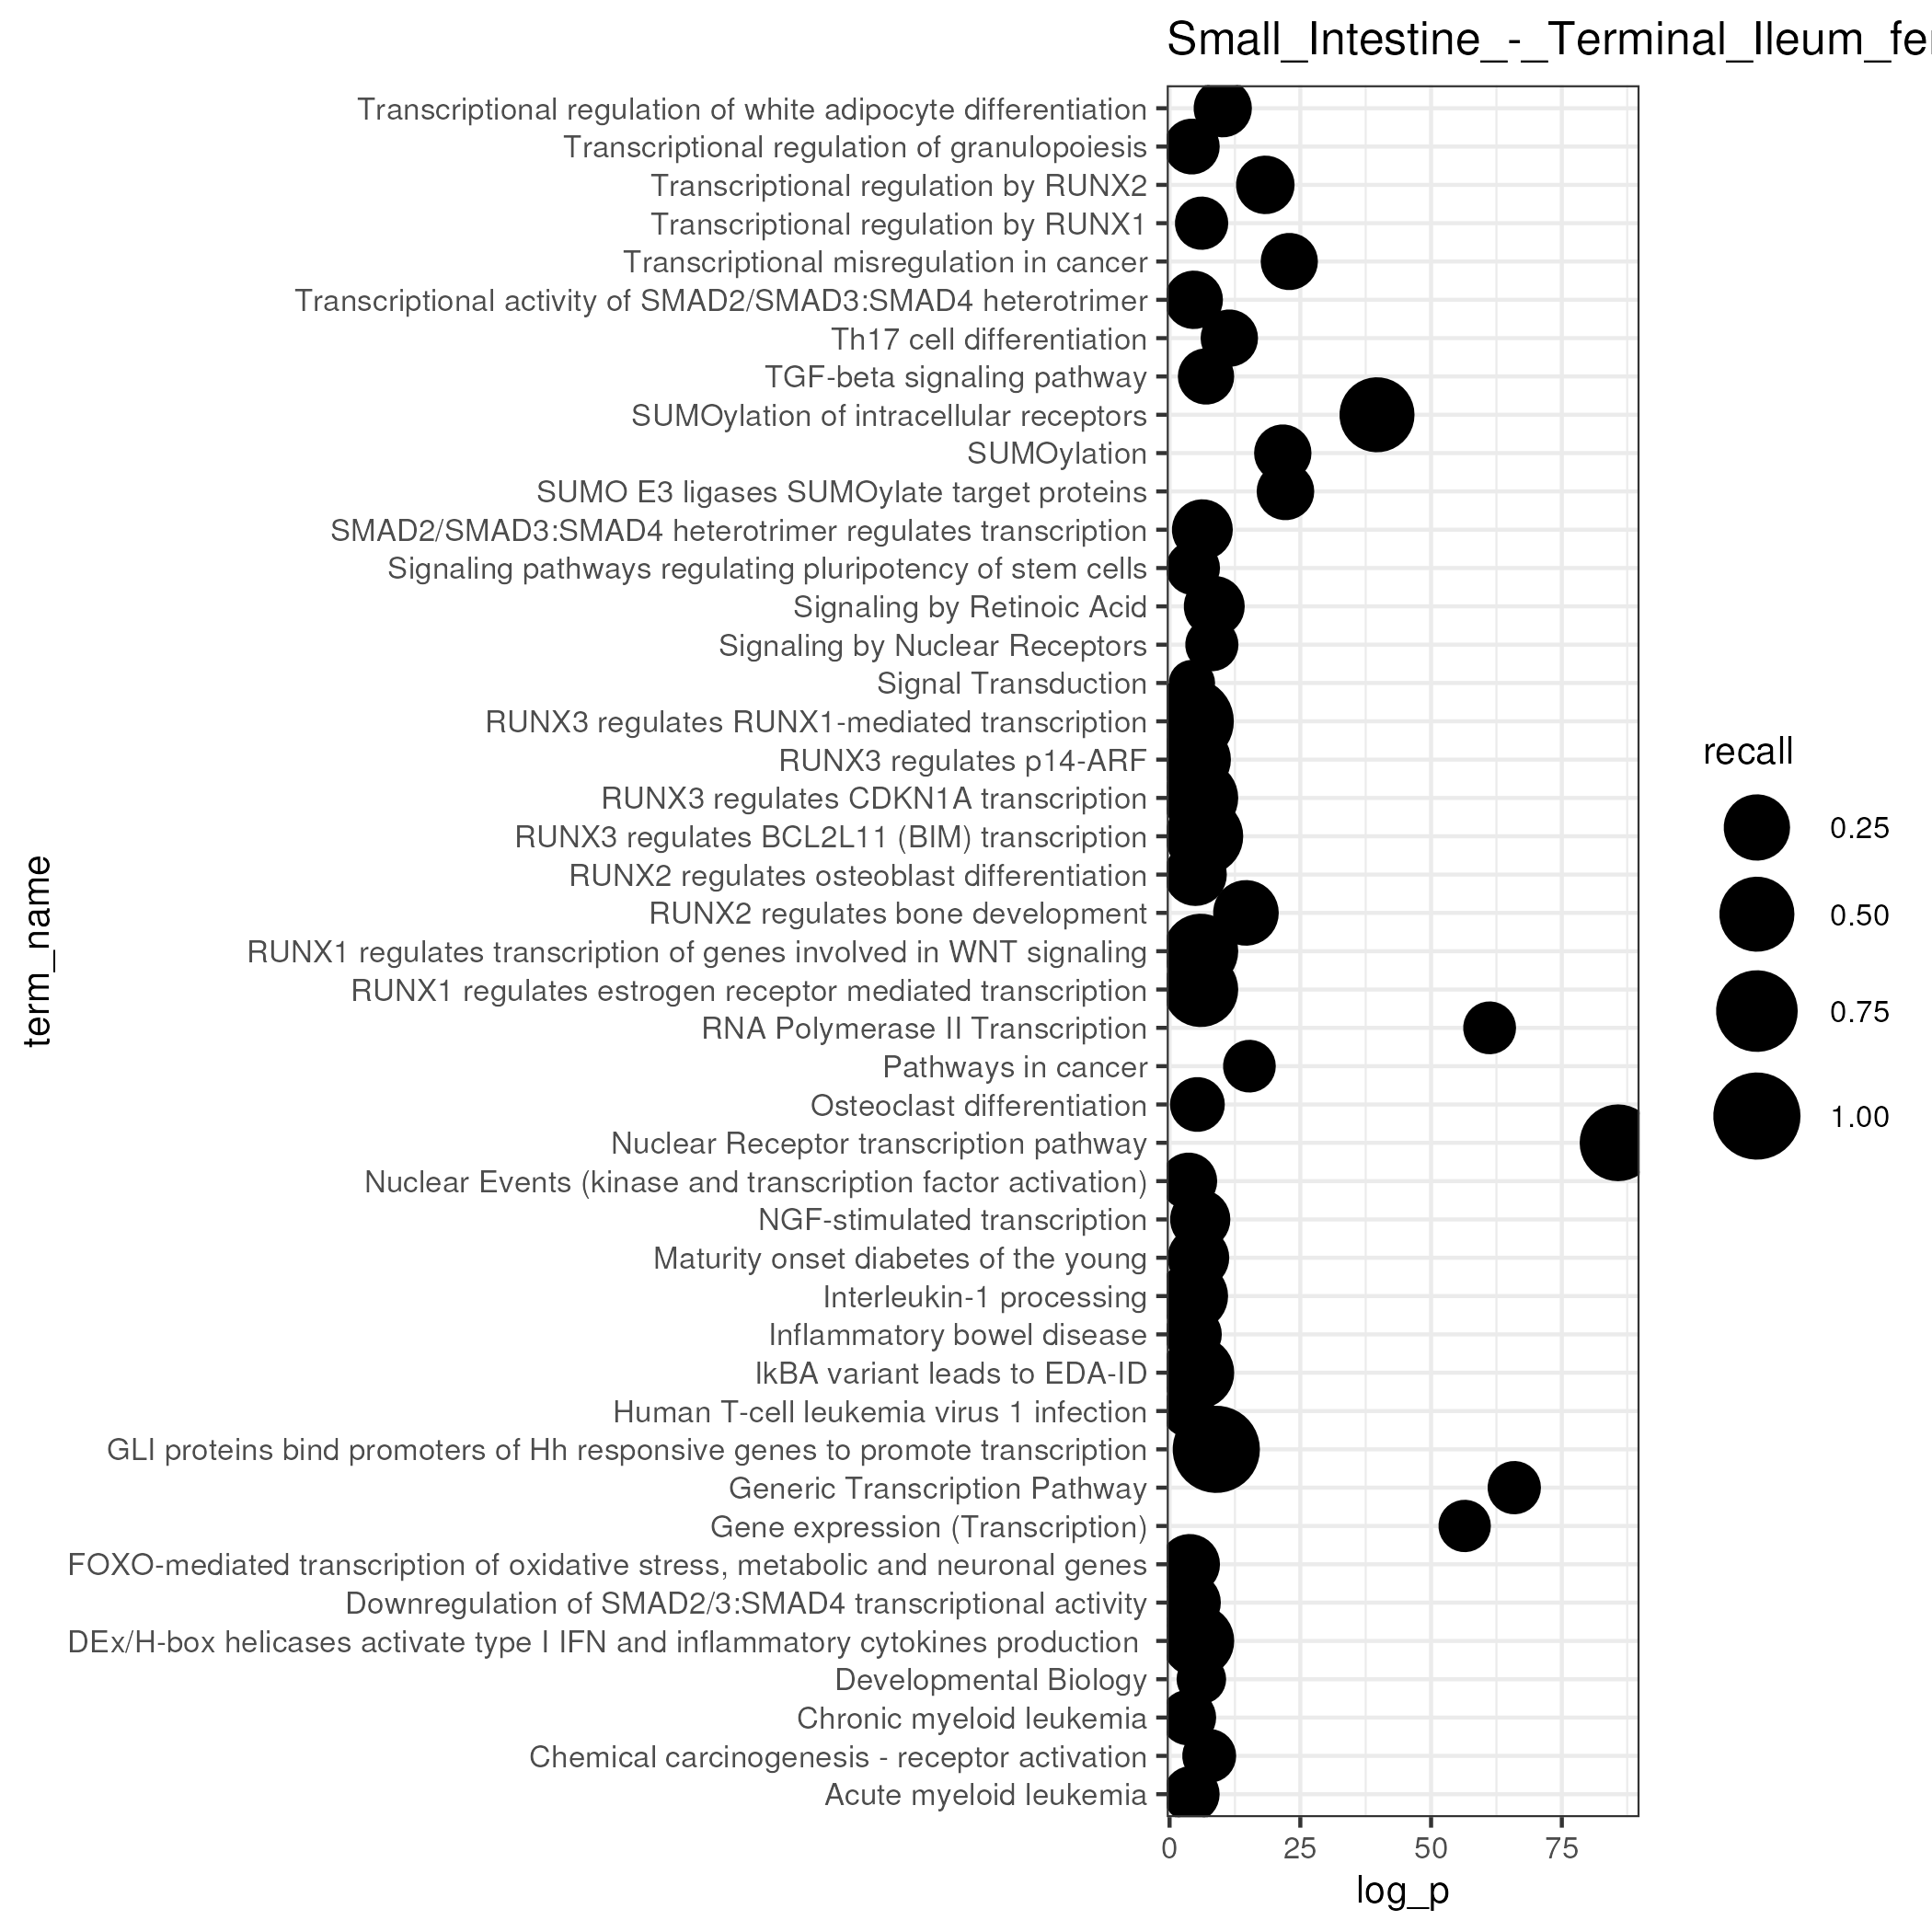 Small_Intestine_-_Terminal_Ileum_fe
Transcriptional regulation of white adipocyte differentiation
Transcriptional regulation of granulopoiesis
Transcriptional regulation by RUNX2
Transcriptional regulation by RUNX1
Transcriptional misregulation in cancer
Transcriptional activity of SMAD2/SMAD3:SMAD4 heterotrimer
Th17 cell differentiation
TGF-beta signaling pathway
SUMOylation of intracellular receptors
SUMOylation
SUMO E3 ligases SUMOylate target proteins
SMAD2/SMAD3:SMAD4 heterotrimer regulates transcription
Signaling pathways regulating pluripotency of stem cells
Signaling by Retinoic Acid
Signaling by Nuclear Receptors
Signal Transduction
RUNX3 regulates RUNX1-mediated transcription
RUNX3 regulates p14-ARF
RUNX3 regulates CDKN1A transcription
RUNX3 regulates BCL2L11 (BIM) transcription
RUNX2 regulates osteoblast differentiation
RUNX2 regulates bone development
RUNX1 regulates transcription of genes involved in WNT signaling
RUNX1 regulates estrogen receptor mediated transcription
RNA Polymerase II Transcription
Pathways in cancer
Osteoclast differentiation
Nuclear Receptor transcription pathway
Nuclear Events (kinase and transcription factor activation)
NGF-stimulated transcription
Maturity onset diabetes of the young
Interleukin-1 processing
Inflammatory bowel disease
IkBA variant leads to EDA-ID
Human T-cell leukemia virus 1 infection
GLI proteins bind promoters of Hh responsive genes to promote transcription
Generic Transcription Pathway
Gene expression (Transcription)
FOXO-mediated transcription of oxidative stress, metabolic and neuronal genes
Downregulation of SMAD2/3:SMAD4 transcriptional activity
DEx/H-box helicases activate type I IFN and inflammatory cytokines production
Developmental Biology
Chronic myeloid leukemia
Chemical carcinogenesis - receptor activation
Acute myeloid leukemia
term_name
0 25 50 75
log_p
recall
0.25
0.50
0.75
1.00